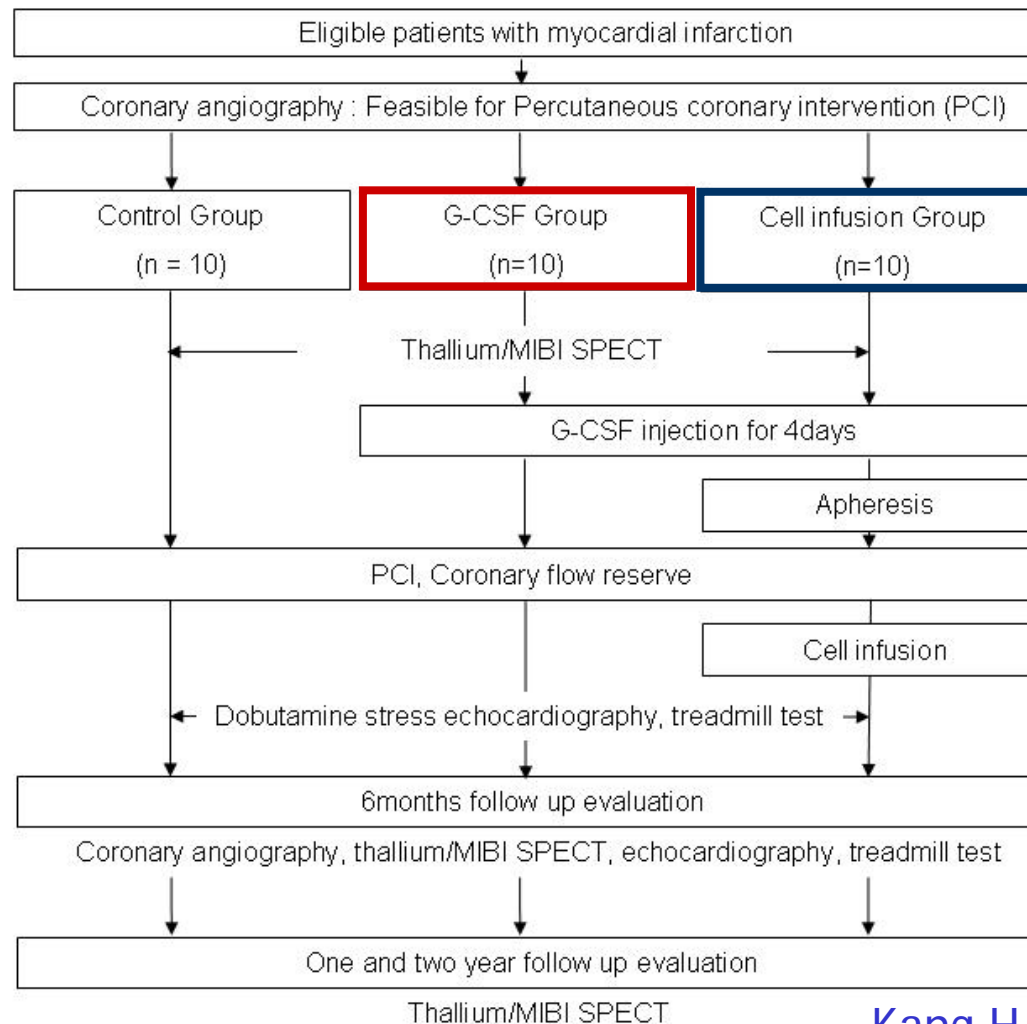 Eligible patients with myocardial infarction
Coronary angiography : Feasible for Percutaneous coronary intervention (PCI)
Control Group
(n = 10)
G-CSF Group
(n=10)
Cell infusion Group
(n=10)
Thallium/MIBI SPECT
G-CSF injection for 4days
Apheresis
PCI, Coronary flow reserve
Cell infusion
Dobutamine stress echocardiography, treadmill test
6months follow up evaluation
Coronary angiography, thallium/MIBI SPECT, echocardiography, treadmill test
One and two year follow up evaluation
Thallium/MIBI SPECT
Kang H